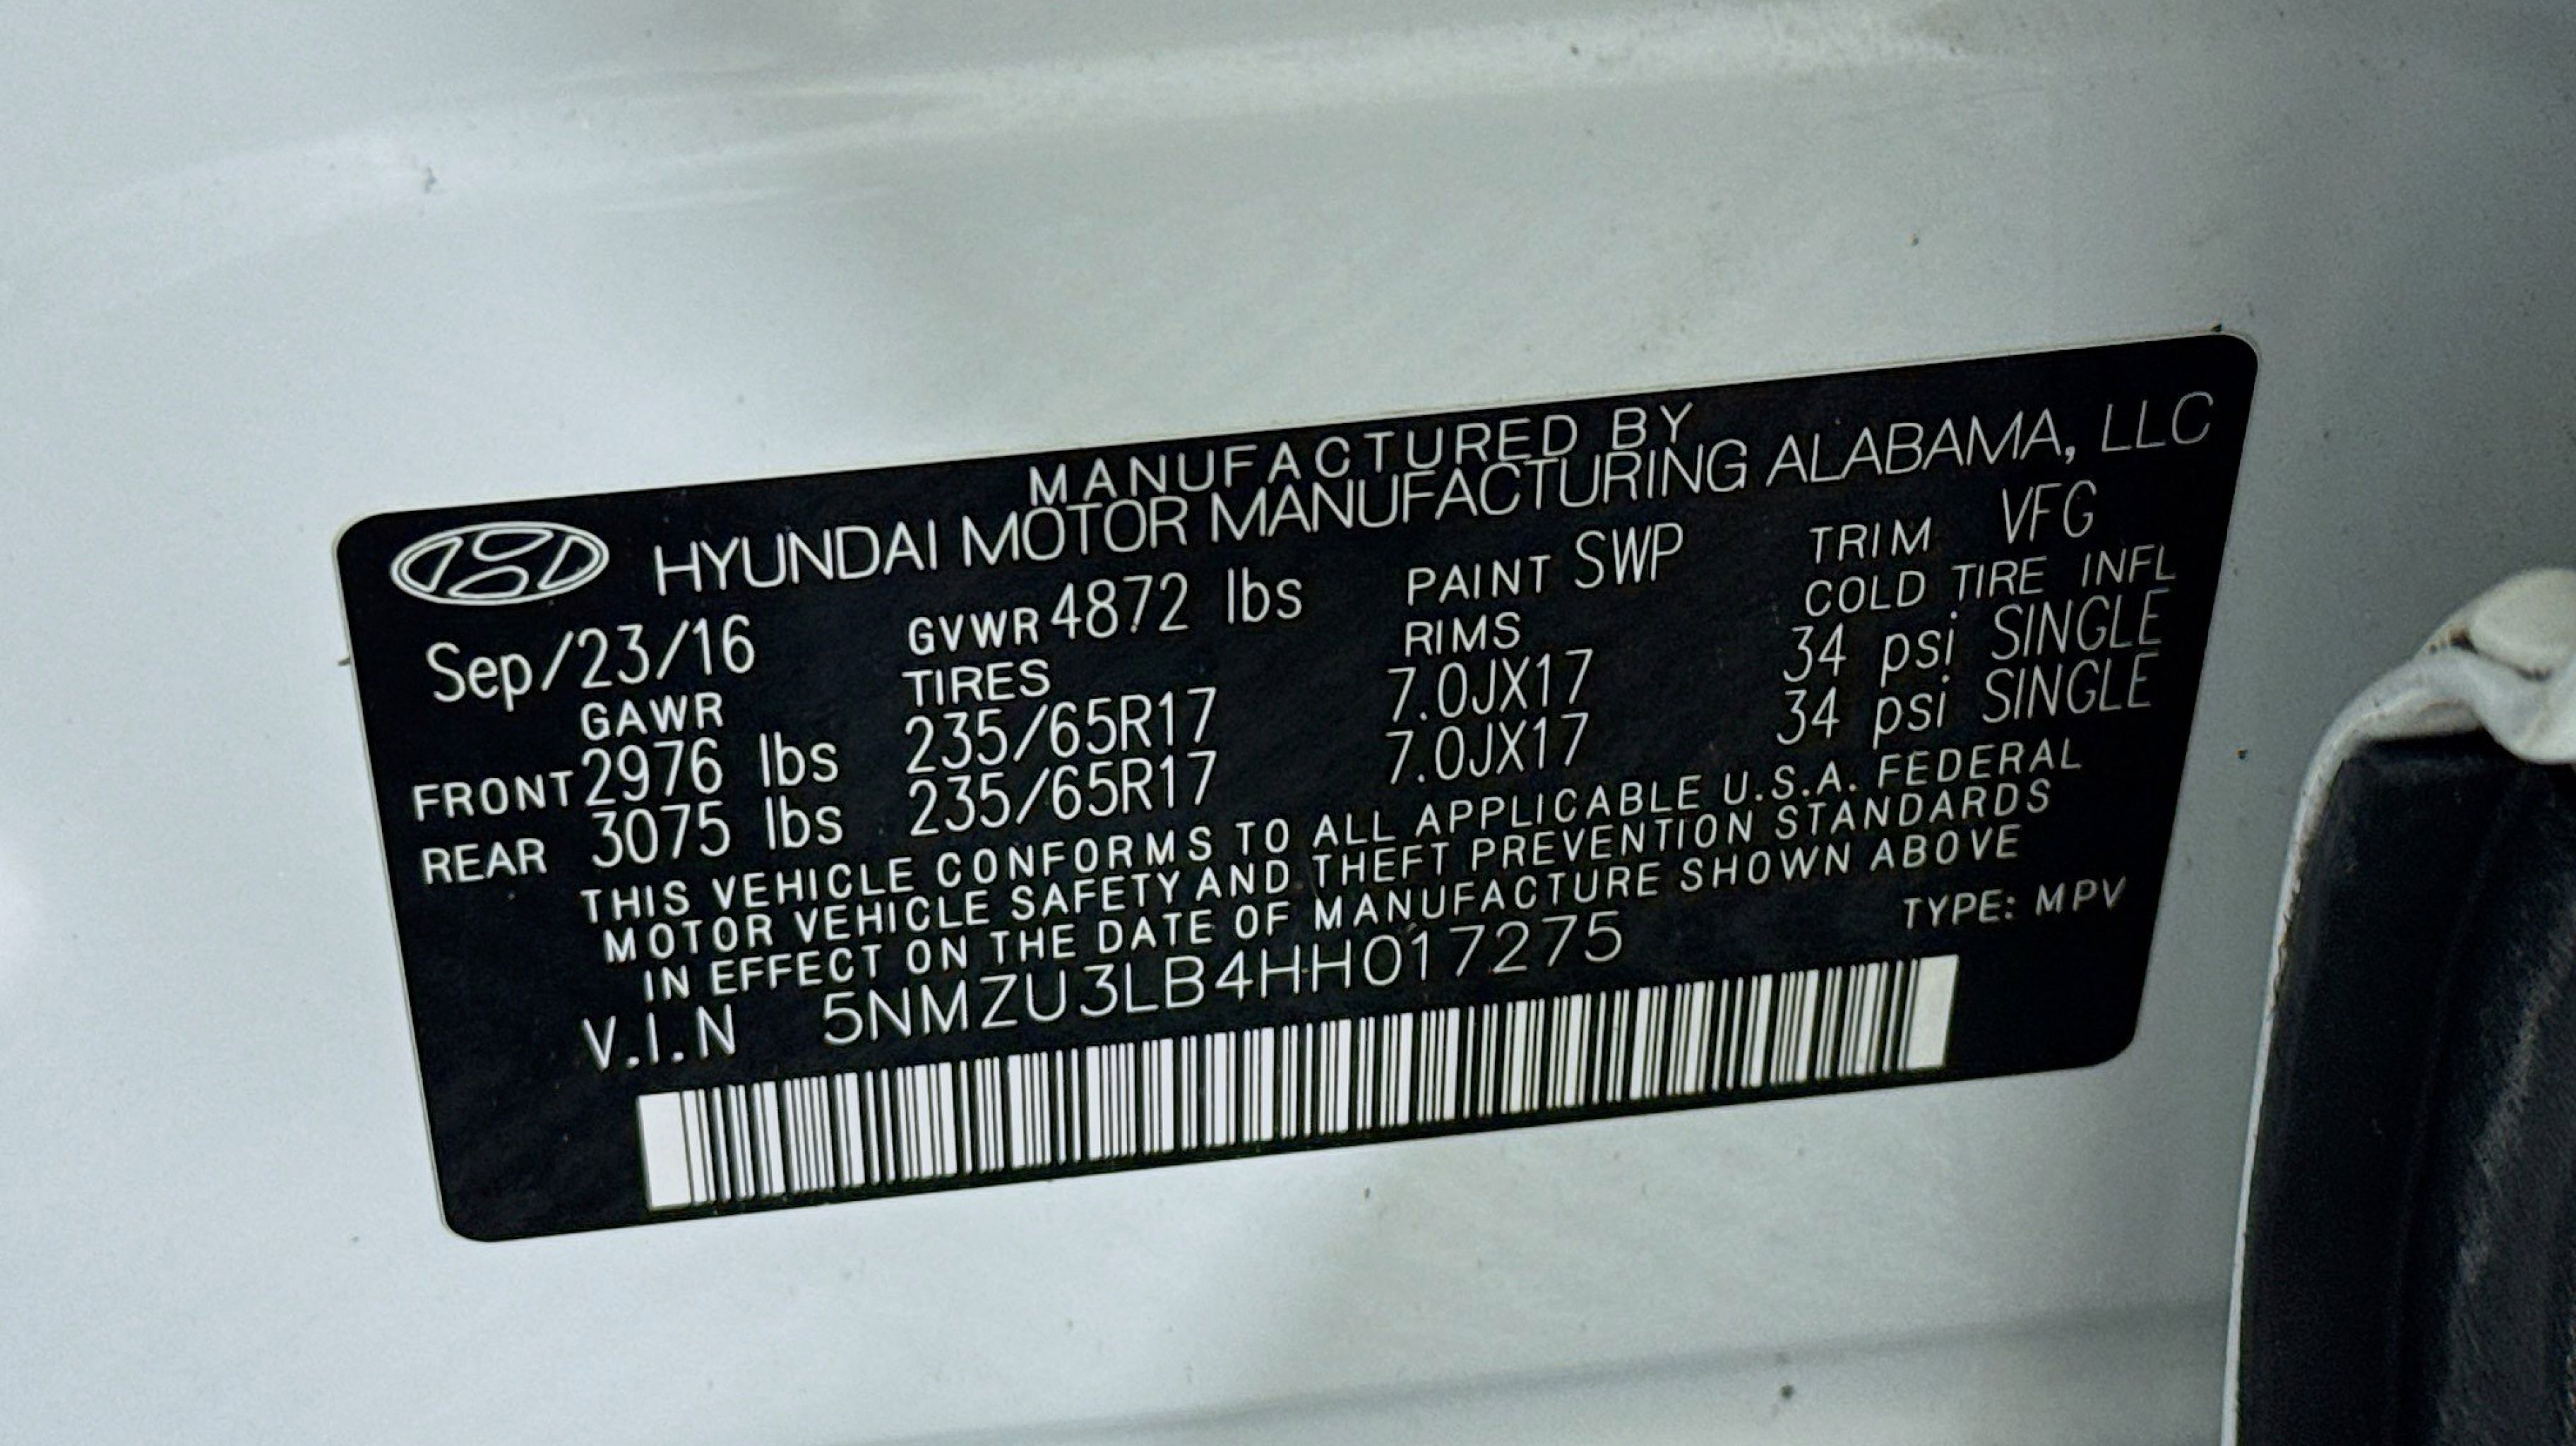 MANUFACTURED BY
HYUNDAI MOTOR MANUFACTURING ALABAMA, LLC
Sep/23/16 GVWR 4872 lbs PAINT SWP TRIM VFG
GAWR TIRES RIMS COLD TIRE INFL
FRONT 2976 lbs 235/65R17 7.0JX17 34 psi SINGLE
REAR 3075 lbs 235/65R17 7.0JX17 34 psi SINGLE
THIS VEHICLE CONFORMS TO ALL APPLICABLE U.S.A. FEDERAL
MOTOR VEHICLE SAFETY AND THEFT PREVENTION STANDARDS
IN EFFECT ON THE DATE OF MANUFACTURE SHOWN ABOVE
V.I.N 5NMZU3LB4HH017275 TYPE: MPV